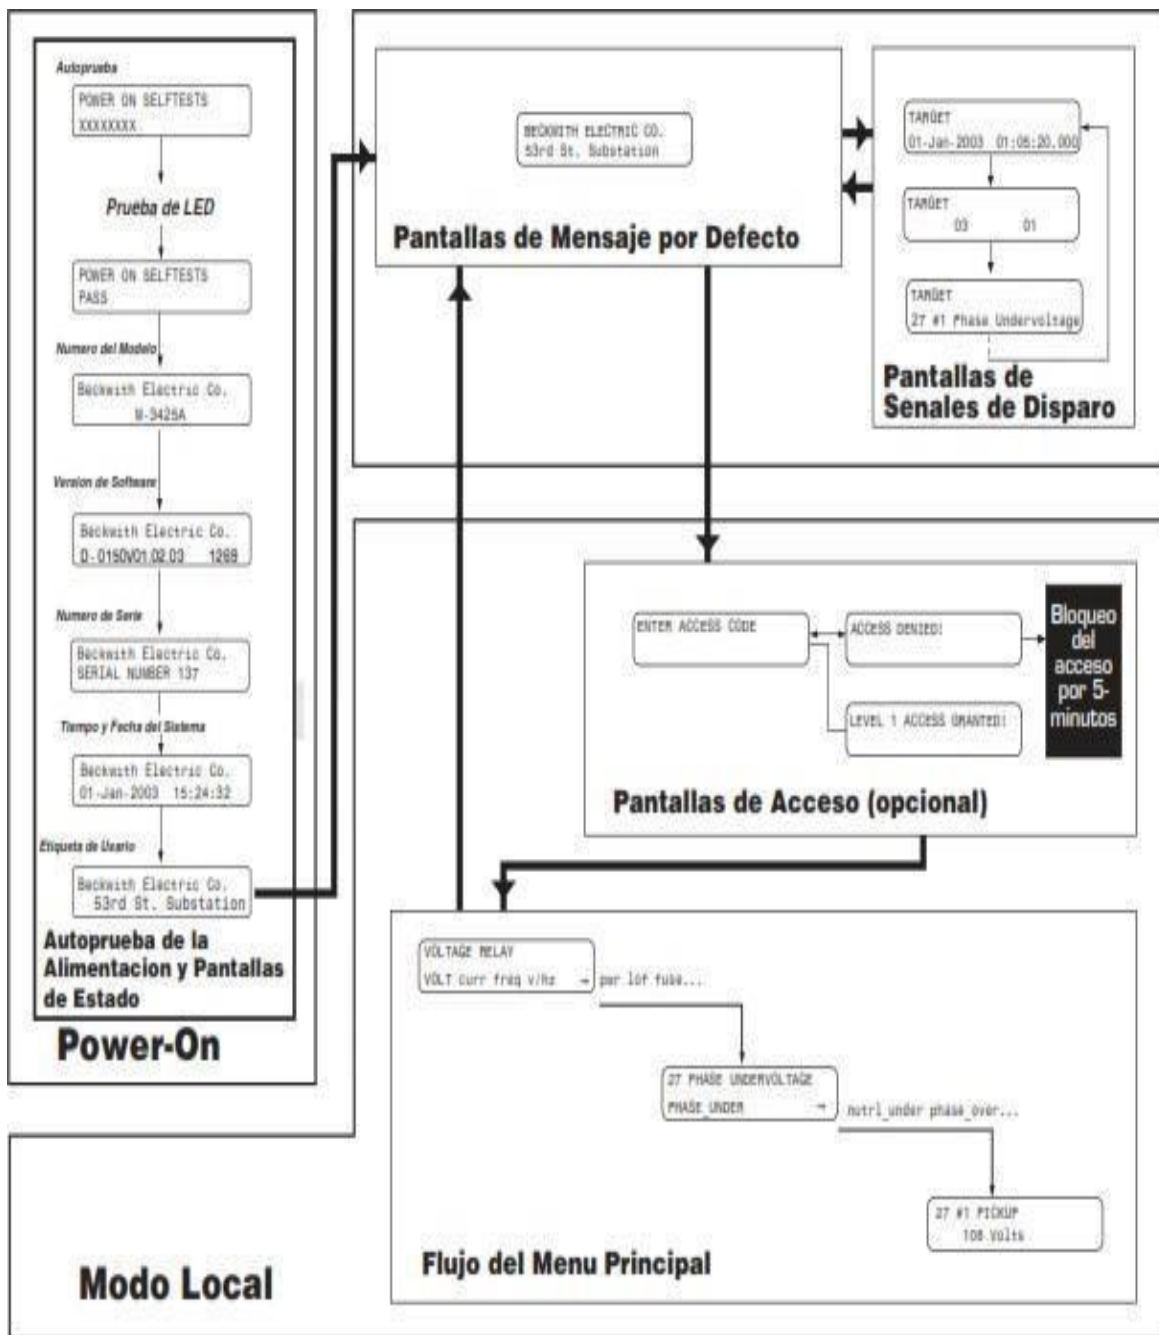 Autoprueba
POWER ON SELFTESTS
XXXXXXXX
Prueba de LED
POWER ON SELFTESTS
PASS
Numero del Modelo
Beckwith Electric Co.
M-3425A
Version de Software
Beckwith Electric Co.
D-0150V01.02.03 1269
Numero de Serie
Beckwith Electric Co.
SERIAL NUMBER 137
Tiempo y Fecha del Sistema
Beckwith Electric Co.
01-Jan-2003 15:24:32
Etiqueta de Usario
Beckwith Electric Co.
53rd St. Substation
Autoprueba de la
Alimentacion y Pantallas
de Estado
Power-On
BECKWITH ELECTRIC CO.
53rd St. Substation
Pantallas de Mensaje por Defecto
TARGET
01-Jan-2003 01:05:20.000
TARGET
03 01
TARGET
27 #1 Phase Undervoltage
Pantallas de
Senales de Disparo
ENTER ACCESS CODE
ACCESS DENIED!
LEVEL 1 ACCESS GRANTED!
Bloqueo
del
acceso
por 5-
minutos
Pantallas de Acceso (opcional)
VOLTAGE RELAY
VOLT curr freq v/hz → pwr lof fuse...
27 PHASE UNDERVOLTAGE
PHASE_UNDER → nutrl_under phase_over...
27 #1 PICKUP
108 Volts
Flujo del Menu Principal
Modo Local